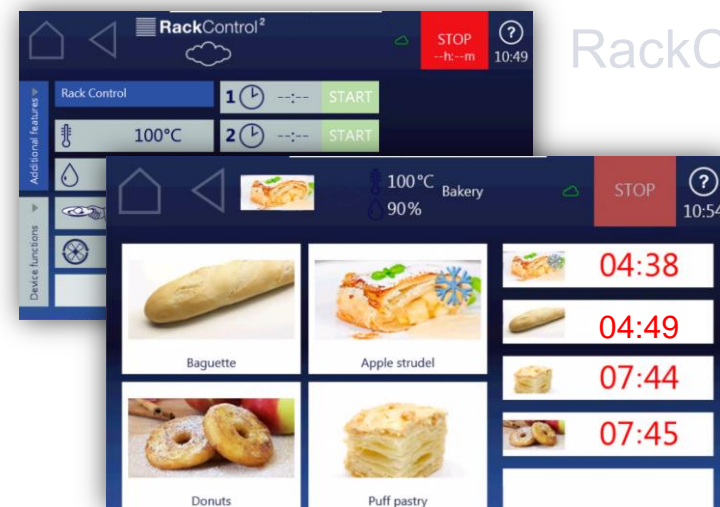 RackControl²
STOP
--h:--m
?
10:49
RackC
Additional features
Rack Control
1 --:-- START
100°C
2 --:-- START
Device functions
100°C
90%
Bakery
STOP
?
10:54
Baguette
Apple strudel
Donuts
Puff pastry
04:38
04:49
07:44
07:45